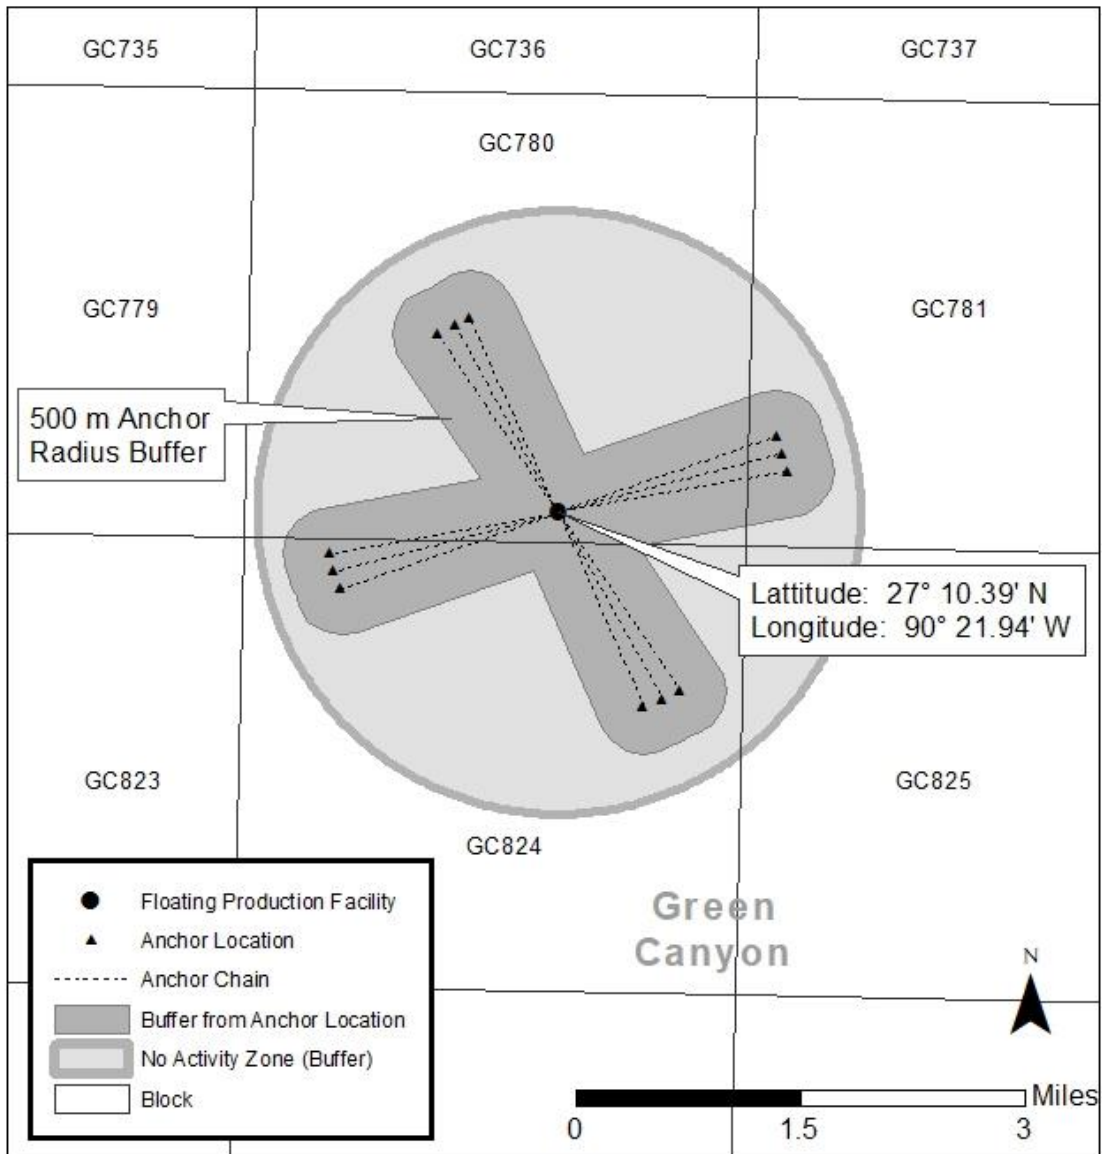 GC735
GC736
GC737
GC780
GC779
GC781
500 m Anchor
Radius Buffer
Lattitude:  27° 10.39' N
Longitude:  90° 21.94' W
GC823
GC825
GC824
Green
Canyon
Floating Production Facility
Anchor Location
Anchor Chain
Buffer from Anchor Location
No Activity Zone (Buffer)
Block
N
Miles
0 1.5 3